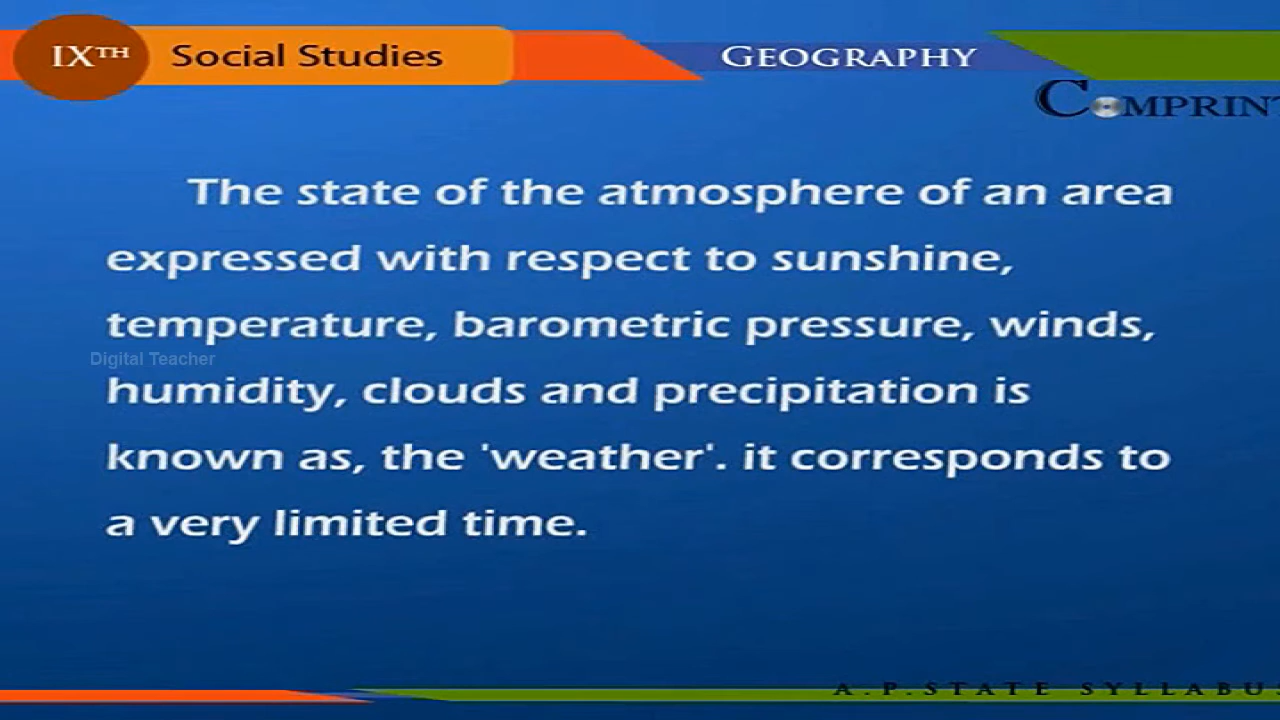 IXTH Social Studies GEOGRAPHY
COMPRINT
The state of the atmosphere of an area
expressed with respect to sunshine,
temperature, barometric pressure, winds,
Digital Teacher
humidity, clouds and precipitation is
known as, the 'weather'. it corresponds to
a very limited time.
A.P.STATE SYLLABUS